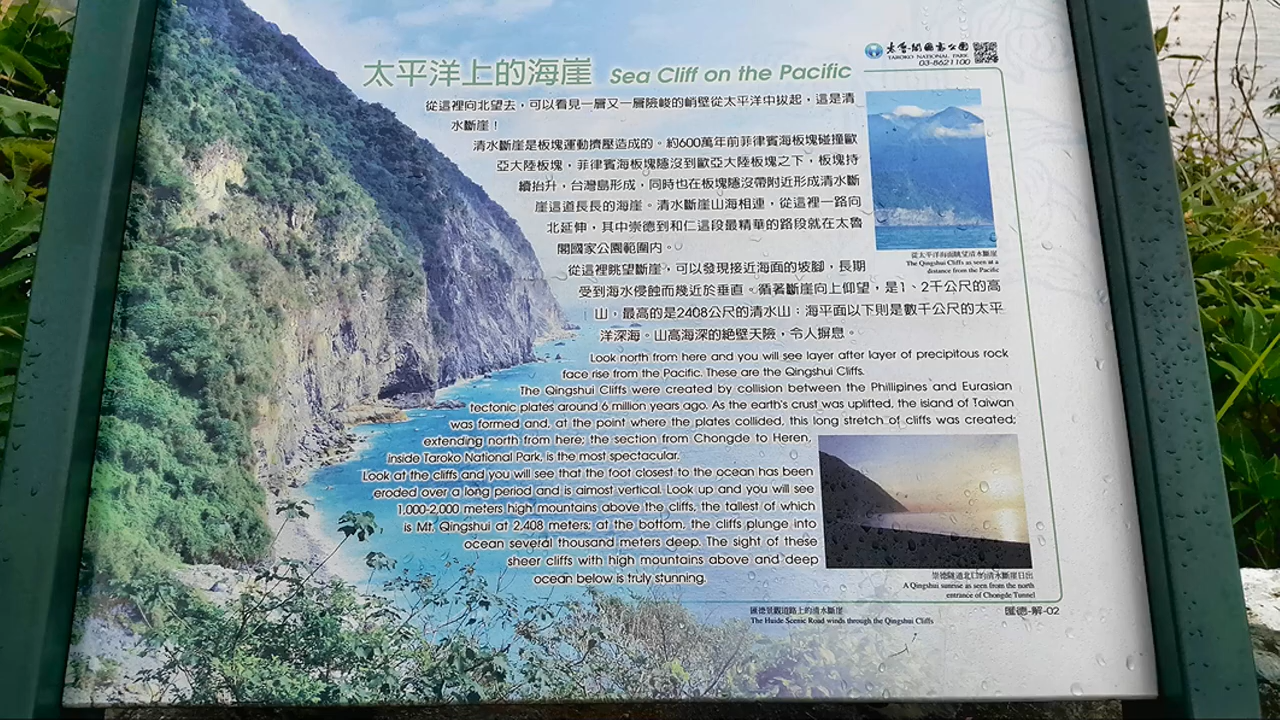 太魯閣國家公園
TAROKO NATIONAL PARK
03-8621100
太平洋上的海崖 Sea Cliff on the Pacific
從這裡向北望去，可以看見一層又一層險峻的峭壁從太平洋中拔起，這是清
水斷崖！
清水斷崖是板塊運動擠壓造成的。約600萬年前菲律賓海板塊碰撞歐
亞大陸板塊，菲律賓海板塊隱沒到歐亞大陸板塊之下，板塊持
續抬升，台灣島形成，同時也在板塊隱沒帶附近形成清水斷
崖這道長長的海崖。清水斷崖山海相連，從這裡一路向
北延伸，其中崇德到和仁這段最精華的路段就在太魯
閣國家公園範圍內。
從這裡眺望斷崖，可以發現接近海面的坡腳，長期
受到海水侵蝕而幾近於垂直。循著斷崖向上仰望，是1、2千公尺的高
山，最高的是2408公尺的清水山；海平面以下則是數千公尺的太平
洋深海。山高海深的絕壁天險，令人摒息。
Look north from here and you will see layer after layer of precipitous rock
face rise from the Pacific. These are the Qingshui Cliffs.
The Qingshui Cliffs were created by collision between the Phillipines and Eurasian
tectonic plates around 6 million years ago. As the earth's crust was uplifted, the island of Taiwan
was formed and, at the point where the plates collided, this long stretch of cliffs was created;
extending north from here; the section from Chongde to Heren,
inside Taroko National Park, is the most spectacular.
Look at the cliffs and you will see that the foot closest to the ocean has been
eroded over a long period and is almost vertical. Look up and you will see
1,000-2,000 meters high mountains above the cliffs, the tallest of which
is Mt. Qingshui at 2,408 meters; at the bottom, the cliffs plunge into
ocean several thousand meters deep. The sight of these
sheer cliffs with high mountains above and deep
ocean below is truly stunning.
從太平洋海面眺望清水斷崖
The Qingshui Cliffs as seen at a
distance from the Pacific
崇德隧道北口的清水斷崖日出
A Qingshui sunrise as seen from the north
entrance of Chongde Tunnel
匯德景觀道路上的清水斷崖
The Huide Scenic Road winds through the Qingshui Cliffs
匯德-解-02